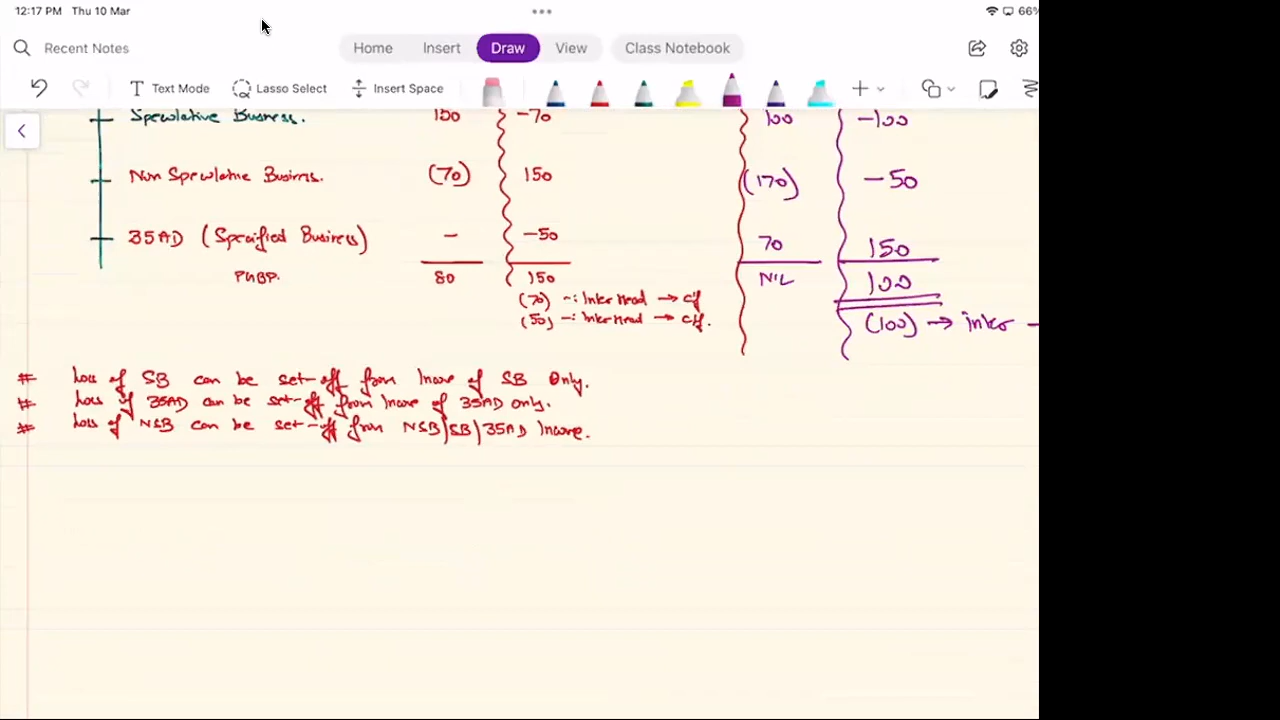 12:17 PM Thu 10 Mar 66%
Recent Notes Home Insert Draw View Class Notebook
Text Mode Lasso Select Insert Space
Speculative Business. 150 -70 100 -100
Non Speculative Business. (70) 150 (170) -50
35AD (Specified Business) - -50 70 150
PHBP. 80 150 NIL 100
(70) -: Inter Head → c/f
(50) -: Inter Head → c/f. (100) → inter -
# Loss of SB can be set-off from Income of SB Only.
# Loss of 35AD can be set-off from Income of 35AD only.
# Loss of NSB can be set-off from NSB|SB|35AD Income.